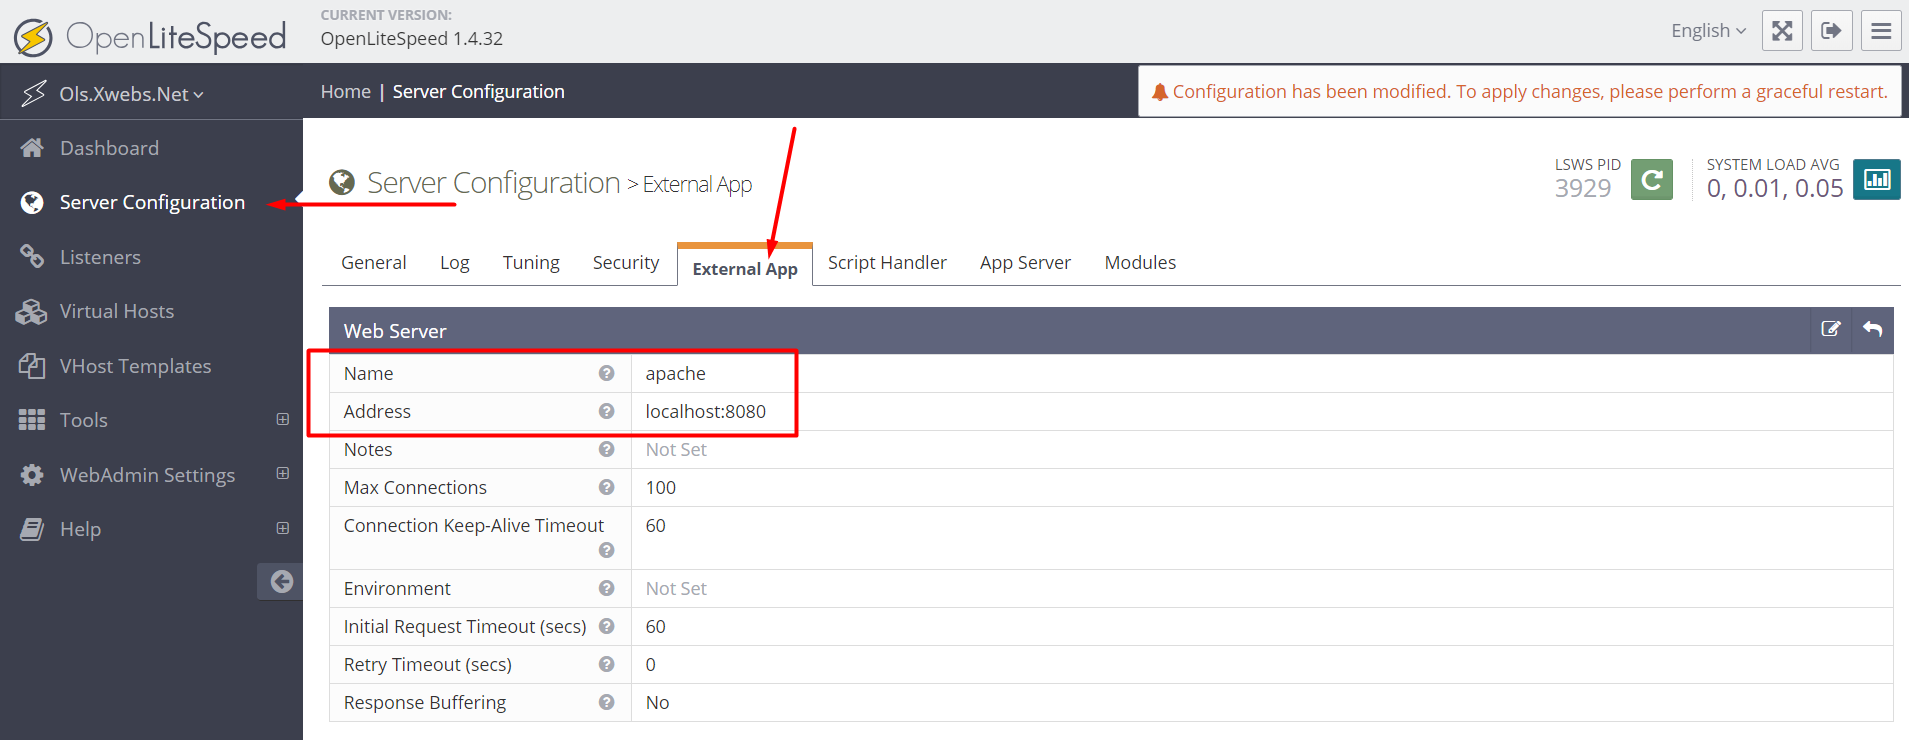 OpenLiteSpeed
CURRENT VERSION:
OpenLiteSpeed 1.4.32
English
Ols.Xwebs.Net
Home | Server Configuration
Configuration has been modified. To apply changes, please perform a graceful restart.
Dashboard
Server Configuration
Listeners
Virtual Hosts
VHost Templates
Tools
WebAdmin Settings
Help
Server Configuration > External App
LSWS PID
3929
SYSTEM LOAD AVG
0, 0.01, 0.05
General Log Tuning Security External App Script Handler App Server Modules
Web Server
Name apache
Address localhost:8080
Notes Not Set
Max Connections 100
Connection Keep-Alive Timeout 60
Environment Not Set
Initial Request Timeout (secs) 60
Retry Timeout (secs) 0
Response Buffering No